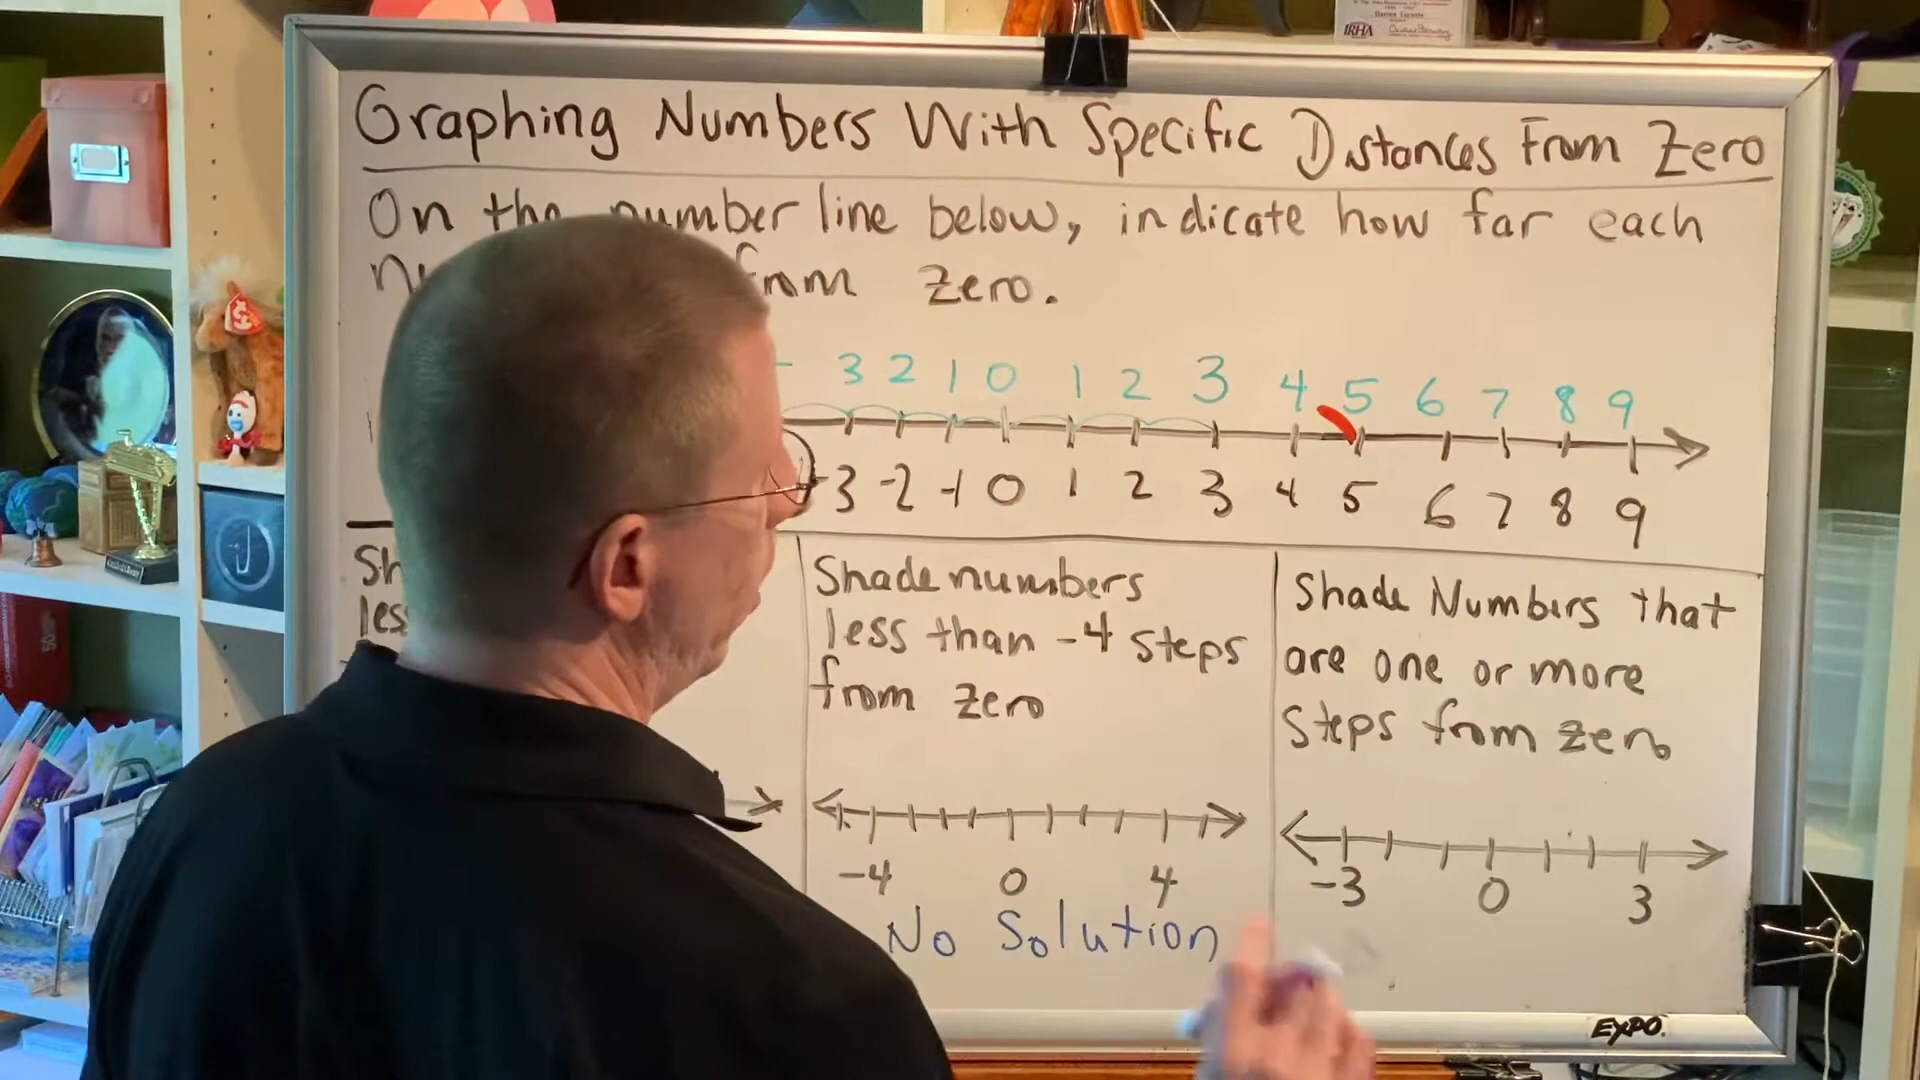 IRHA
Graphing Numbers With Specific Distances From Zero
On the number line below, indicate how far each
from zero.
3 2 1 0 1 2 3 4 5 6 7 8 9
-3 -2 -1 0 1 2 3 4 5 6 7 8 9
Shade numbers
less than -4 steps
from zero
-4 0 4
No Solution
Shade Numbers that
are one or more
steps from zero
-3 0 3
EXPO